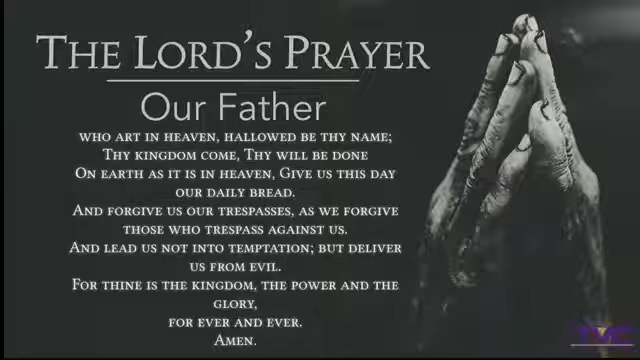 The Lord's Prayer
Our Father
who art in heaven, hallowed be thy name;
Thy kingdom come, Thy will be done
On earth as it is in heaven, Give us this day
our daily bread.
And forgive us our trespasses, as we forgive
those who trespass against us.
And lead us not into temptation; but deliver
us from evil.
For thine is the kingdom, the power and the
glory,
for ever and ever.
Amen.